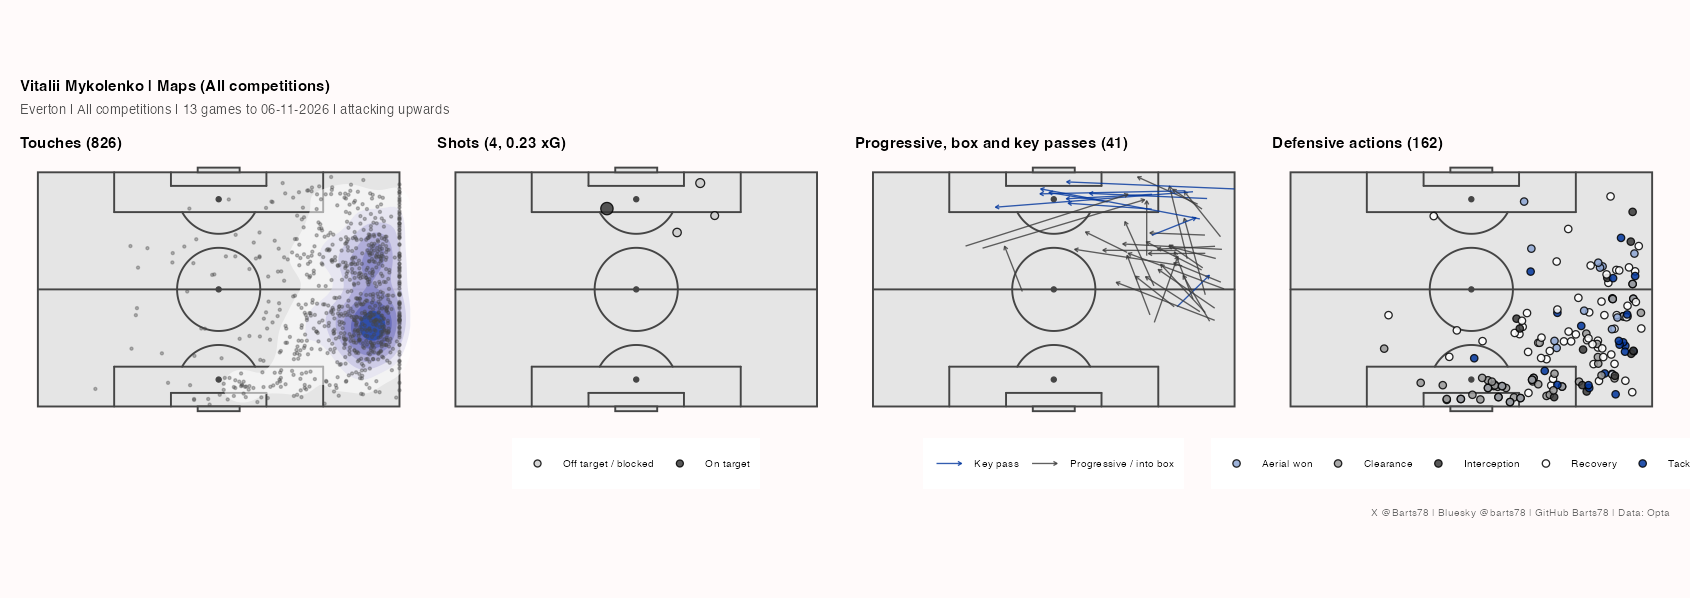 Vitalii Mykolenko | Maps (All competitions)
Everton | All competitions | 13 games to 06-11-2026 | attacking upwards
Touches (826)
Shots (4, 0.23 xG)
Progressive, box and key passes (41)
Defensive actions (162)
Off target / blocked
On target
Key pass
Progressive / into box
Aerial won
Clearance
Interception
Recovery
Tack
X @Barts78 | Bluesky @barts78 | GitHub Barts78 | Data: Opta